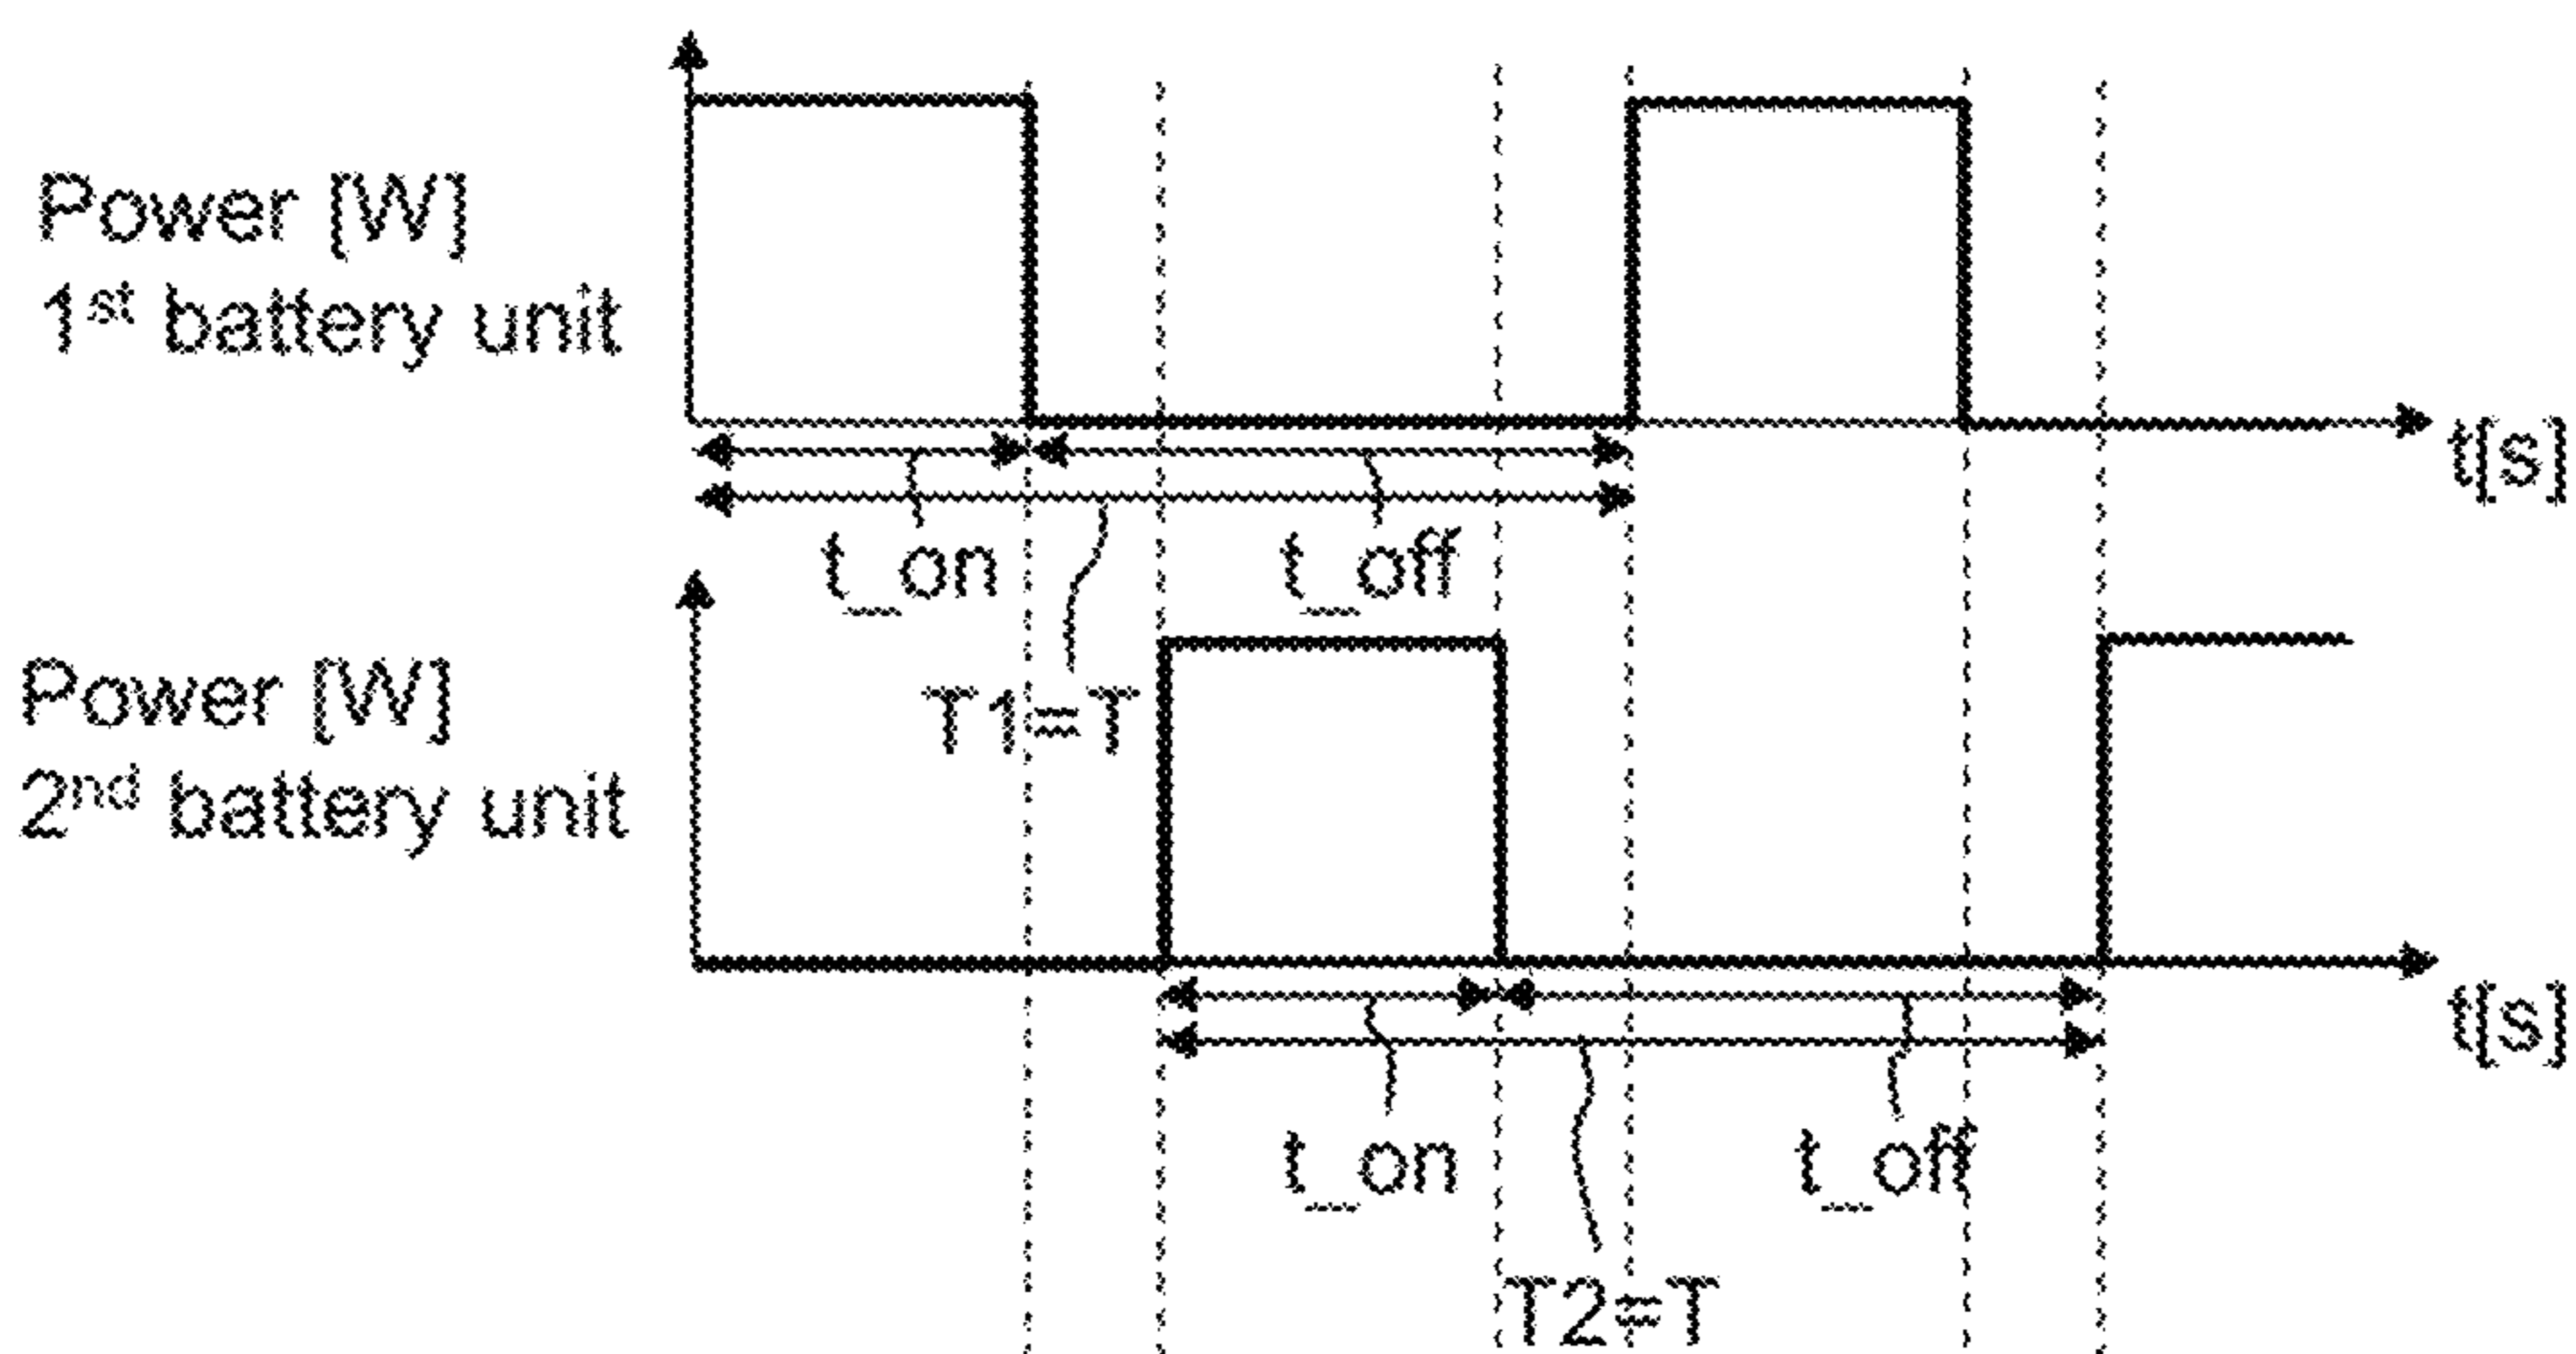 Power [W]
1st battery unit
t[s]
t_on
t_off
T1=T
Power [W]
2nd battery unit
t[s]
t_on
t_off
T2=T